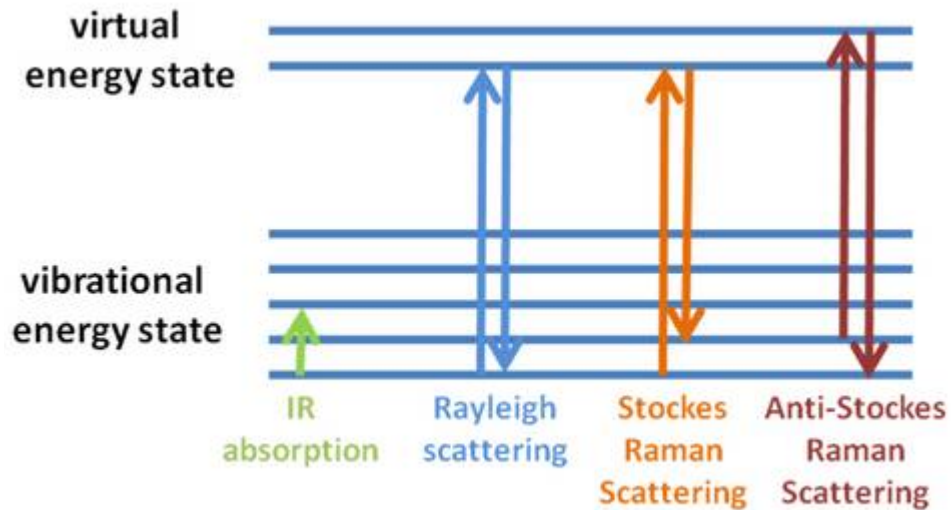 virtual
energy state
vibrational
energy state
IR
absorption
Rayleigh
scattering
Stockes
Raman
Scattering
Anti-Stockes
Raman
Scattering